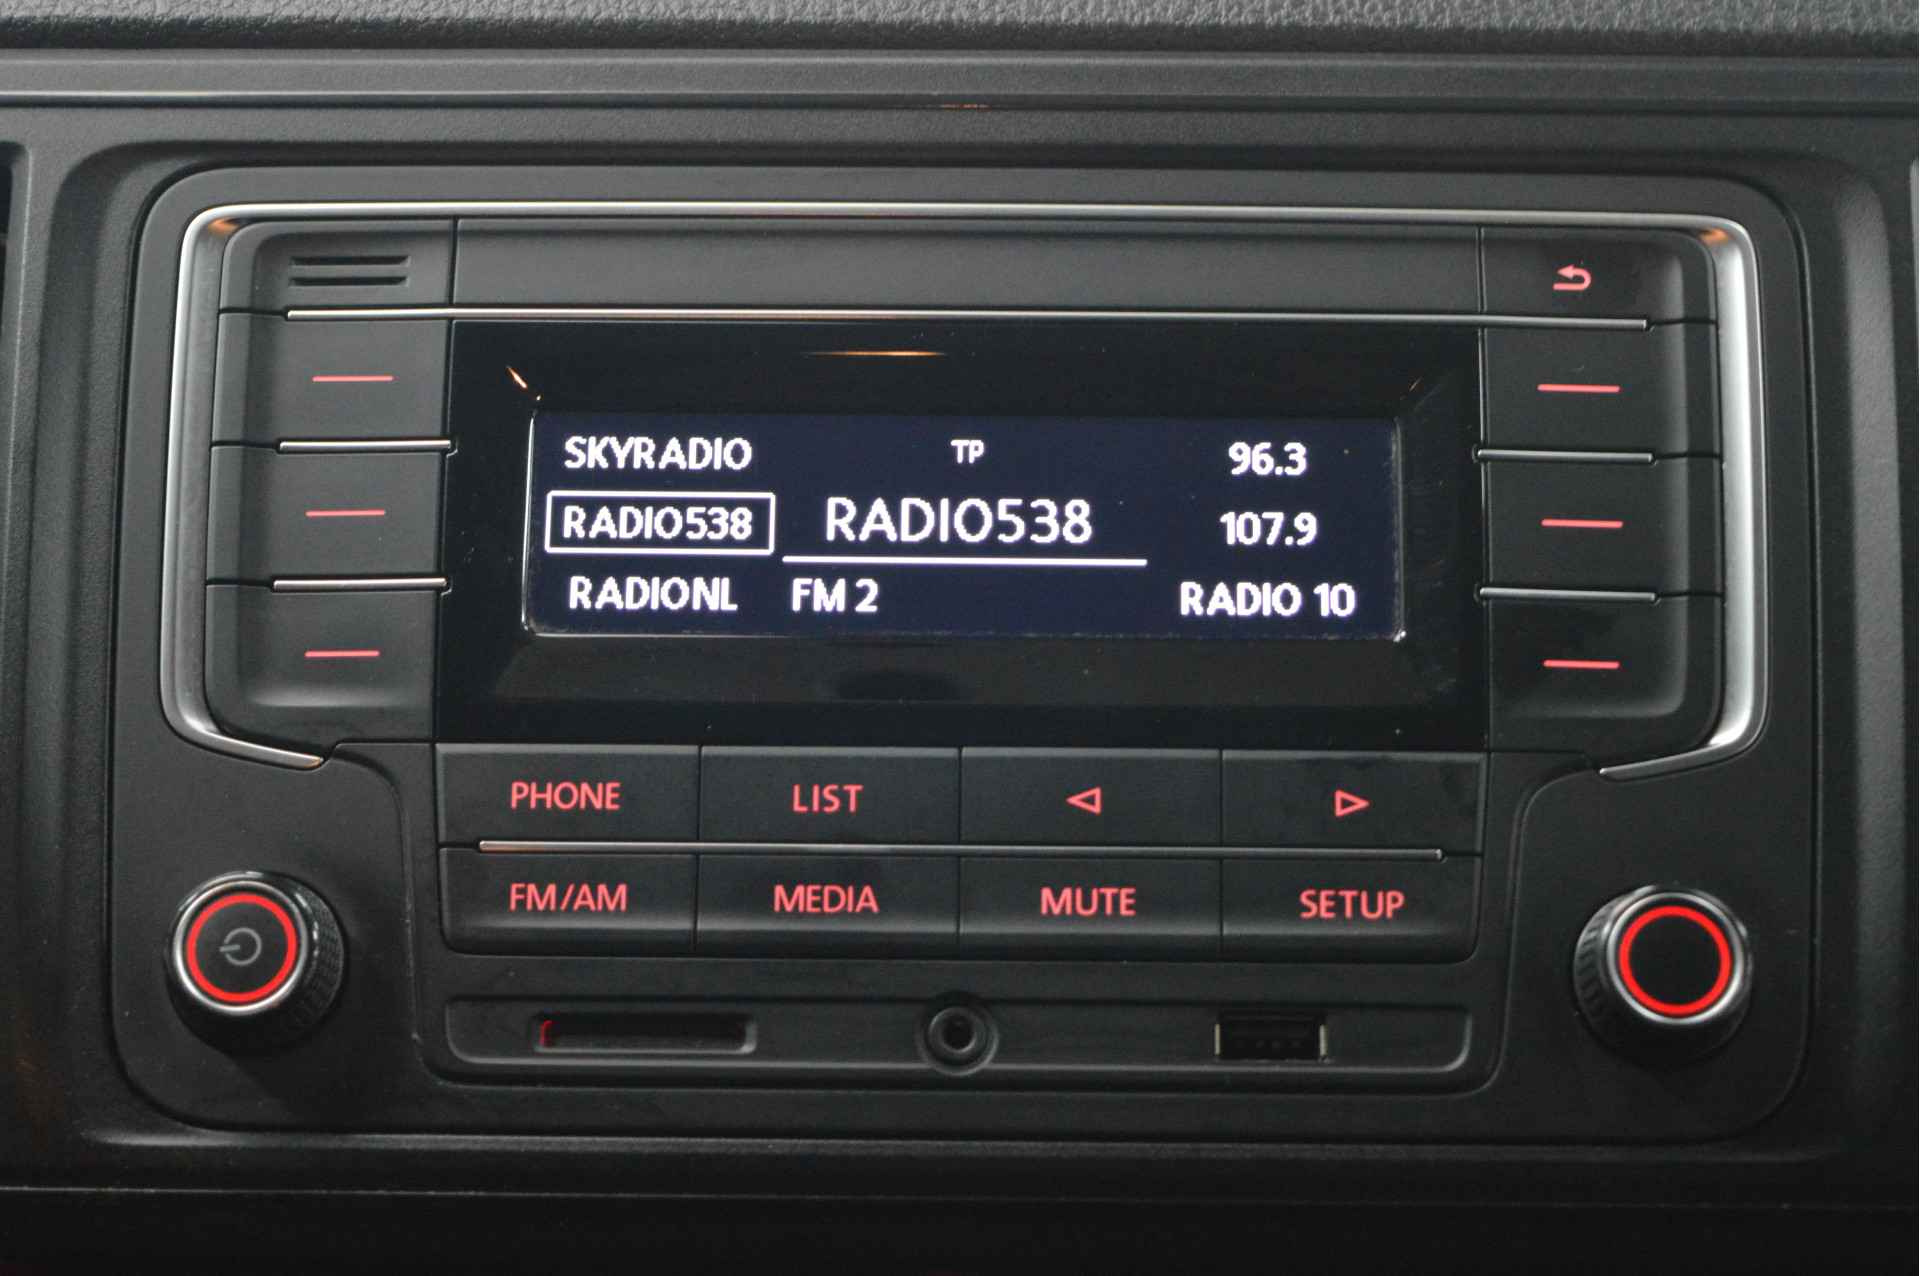 SKYRADIO TP 96.3
RADIO538 RADIO538 107.9
RADIONL FM 2 RADIO 10
PHONE LIST
FM/AM MEDIA MUTE SETUP